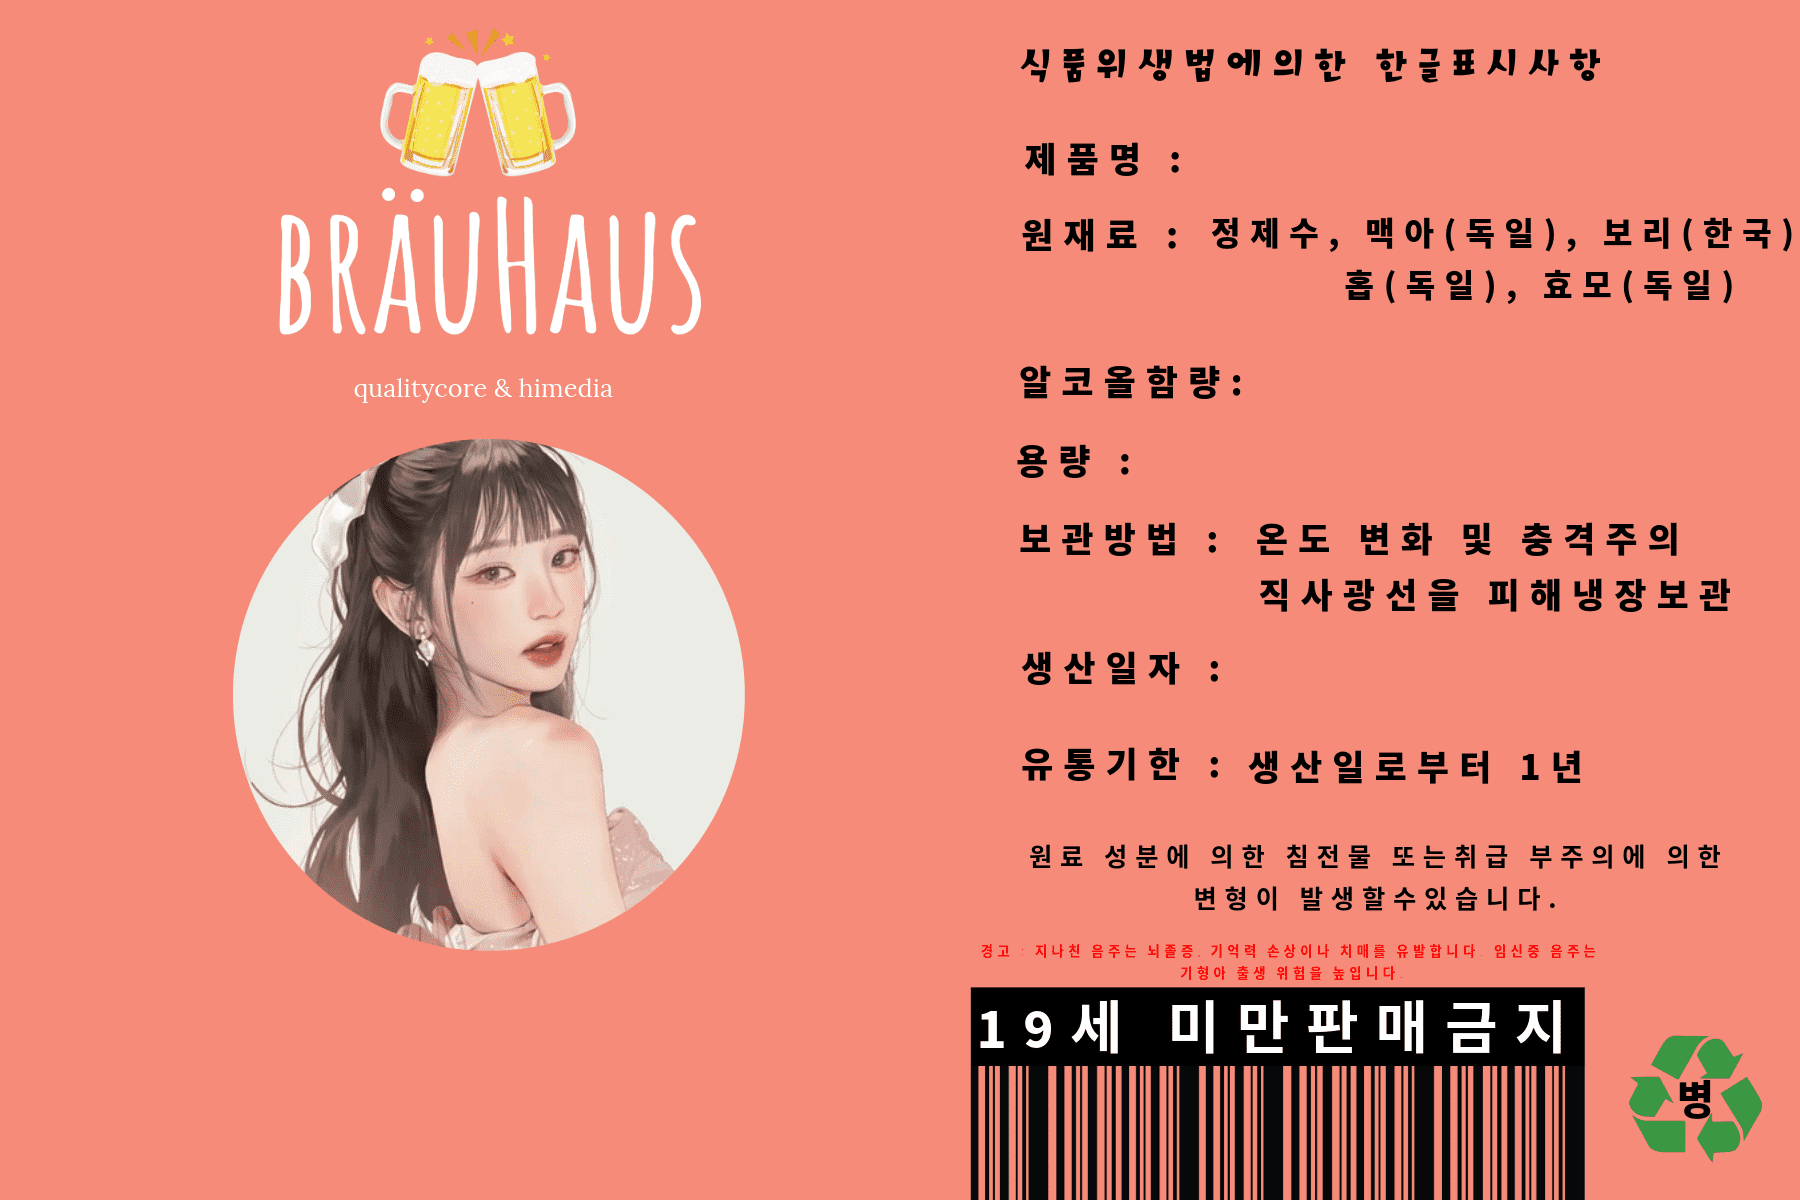 BRÄUHAUS
qualitycore & himedia
식품위생법에의한 한글표시사항
제품명 :
원재료 : 정제수, 맥아(독일), 보리(한국)
홉(독일), 효모(독일)
알코올함량:
용량 :
보관방법 : 온도 변화 및 충격주의
직사광선을 피해냉장보관
생산일자 :
유통기한 : 생산일로부터 1년
원료 성분에 의한 침전물 또는취급 부주의에 의한
변형이 발생할수있습니다.
경고 : 지나친 음주는 뇌졸증, 기억력 손상이나 치매를 유발합니다. 임신중 음주는
기형아 출생 위험을 높입니다.
19세 미만판매금지
병